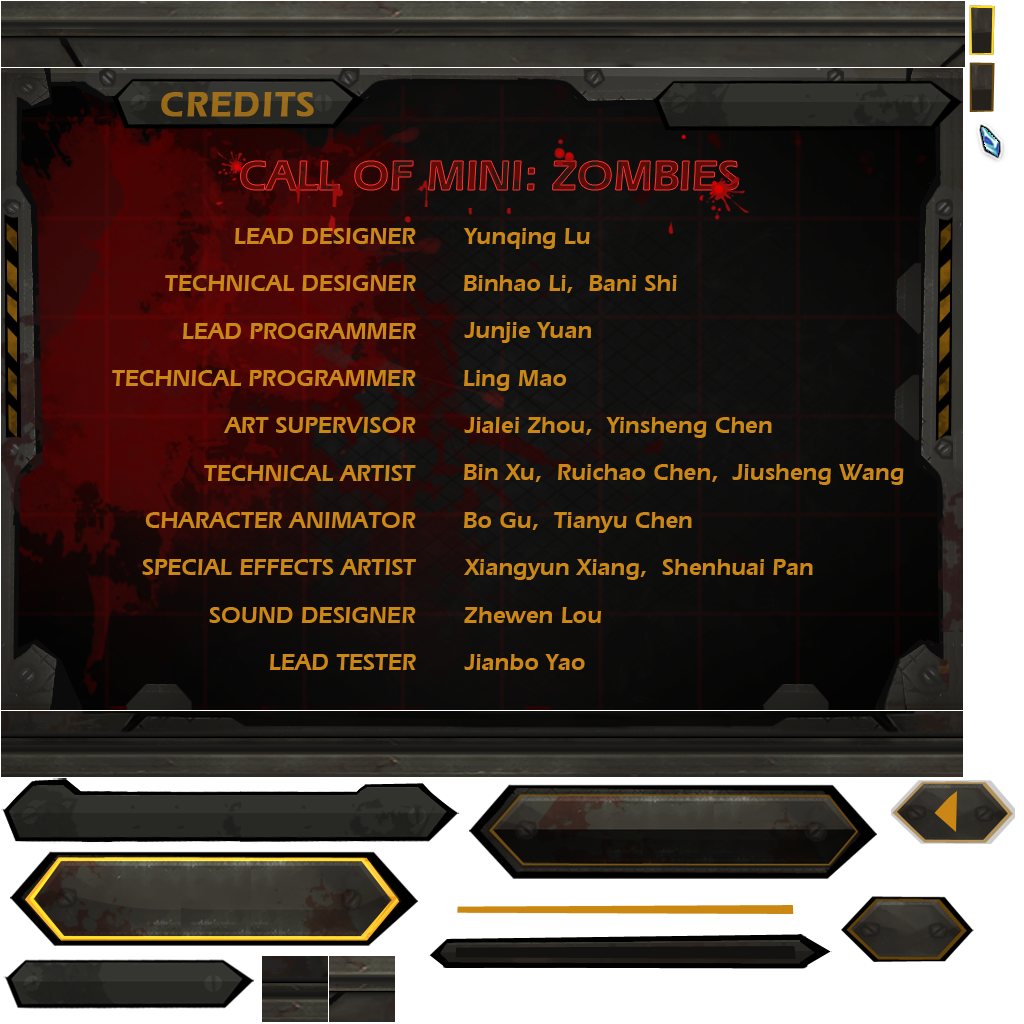 CREDITS
CALL OF MINI: ZOMBIES
LEAD DESIGNER Yunqing Lu
TECHNICAL DESIGNER Binhao Li, Bani Shi
LEAD PROGRAMMER Junjie Yuan
TECHNICAL PROGRAMMER Ling Mao
ART SUPERVISOR Jialei Zhou, Yinsheng Chen
TECHNICAL ARTIST Bin Xu, Ruichao Chen, Jiusheng Wang
CHARACTER ANIMATOR Bo Gu, Tianyu Chen
SPECIAL EFFECTS ARTIST Xiangyun Xiang, Shenhuai Pan
SOUND DESIGNER Zhewen Lou
LEAD TESTER Jianbo Yao